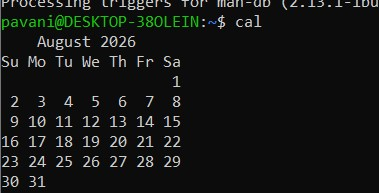 Processing triggers for man-db (2.13.1-1bu
pavani@DESKTOP-38OLEIN:~$ cal
    August 2026
Su Mo Tu We Th Fr Sa
                   1
 2  3  4  5  6  7  8
 9 10 11 12 13 14 15
16 17 18 19 20 21 22
23 24 25 26 27 28 29
30 31